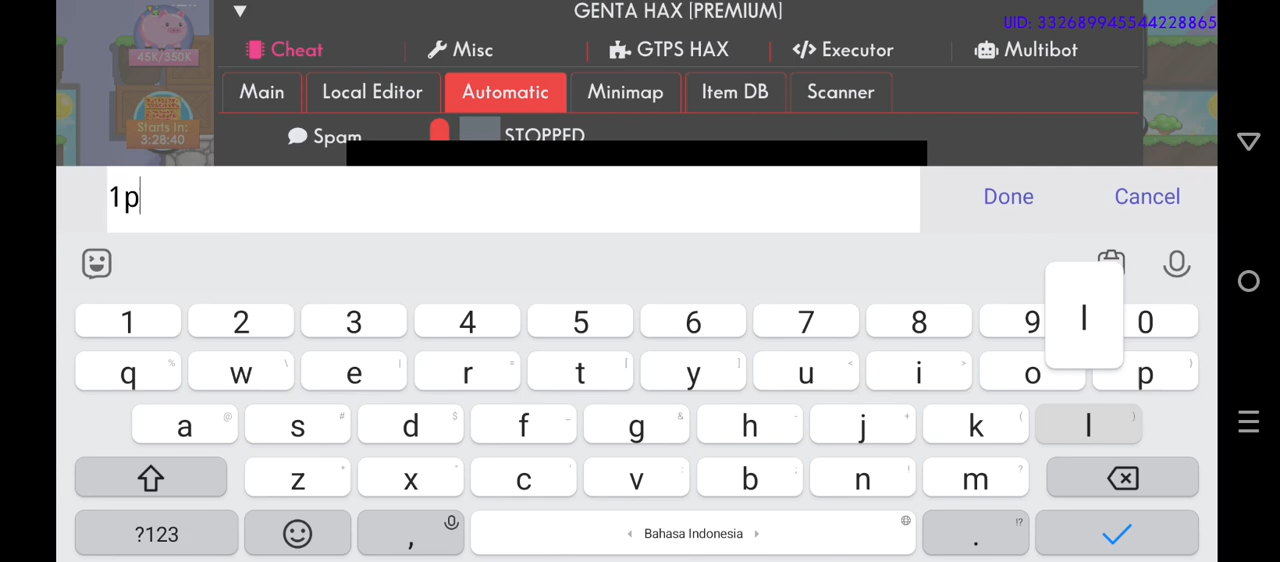 GENTA HAX [PREMIUM]
UID: 332689945544228865
Cheat
Misc
GTPS HAX
Executor
Multibot
45K/350K
Main
Local Editor
Automatic
Minimap
Item DB
Scanner
Starts In:
3:28:40
Spam
STOPPED
1p
Done
Cancel
l
1 2 3 4 5 6 7 8 9 0
q % w \ e | r = t [ y ] u < i > o p }
a @ s # d $ f _ g & h - j + k ( l )
z * x " c ' v : b ; n ! m ?
?123 , Bahasa Indonesia . !?